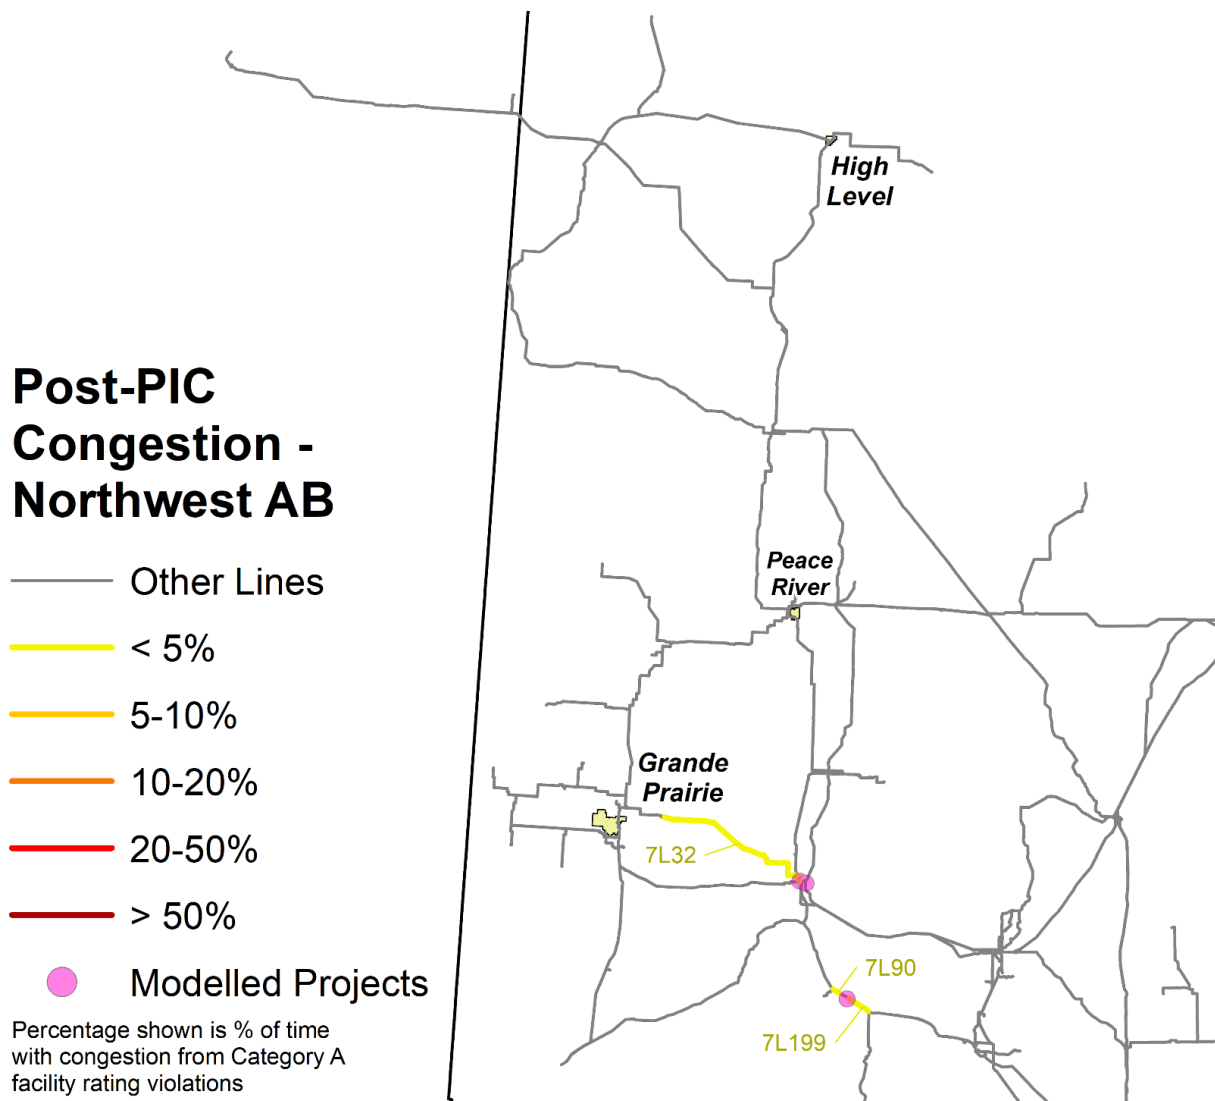 High
Level
Post-PIC
Congestion -
Northwest AB
Other Lines
< 5%
5-10%
10-20%
20-50%
> 50%
Modelled Projects
Percentage shown is % of time
with congestion from Category A
facility rating violations
Peace
River
Grande
Prairie
7L32
7L90
7L199